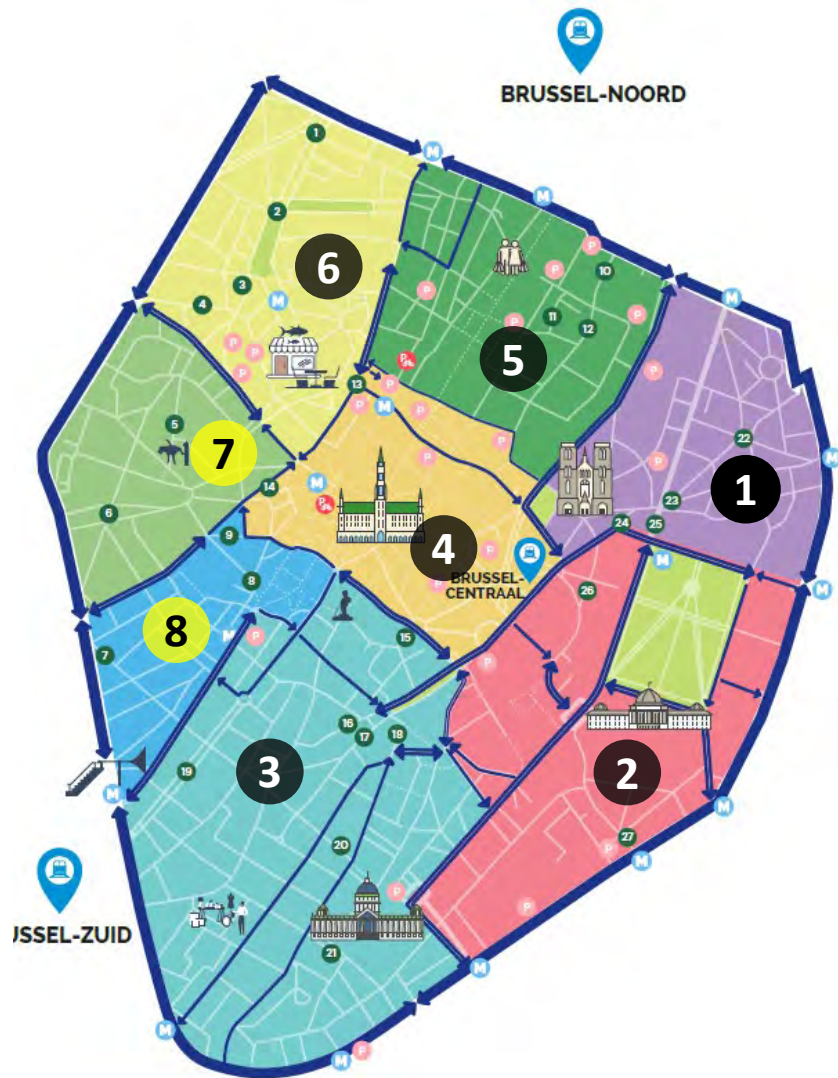 BRUSSEL-NOORD
M
1
M
2
P
10
6
P
3
M
P
M
4
P
11
P
5
12
P
P
P
P
13
P
P
M
P
5
7
P
22
M
P
M
14
P
1
6
P
23
24
25
9
4
P
M
BRUSSEL-
CENTRAAL
P
8
26
M
8
M
P
15
7
P
16
17
18
3
2
19
M
M
20
27
P
M
P
USSEL-ZUID
P
21
M
M
M
P